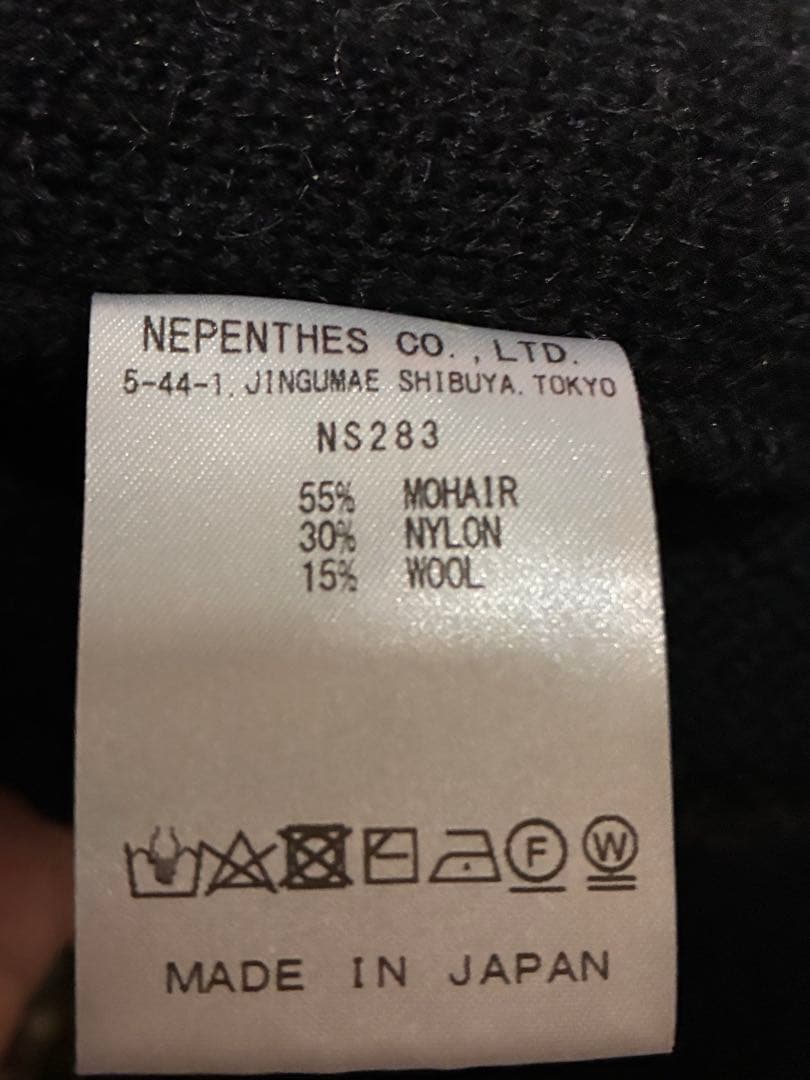 NEPENTHES CO.,LTD.
5-44-1, JINGUMAE SHIBUYA. TOKYO
NS283
55% MOHAIR
30% NYLON
15% WOOL
F W
MADE IN JAPAN